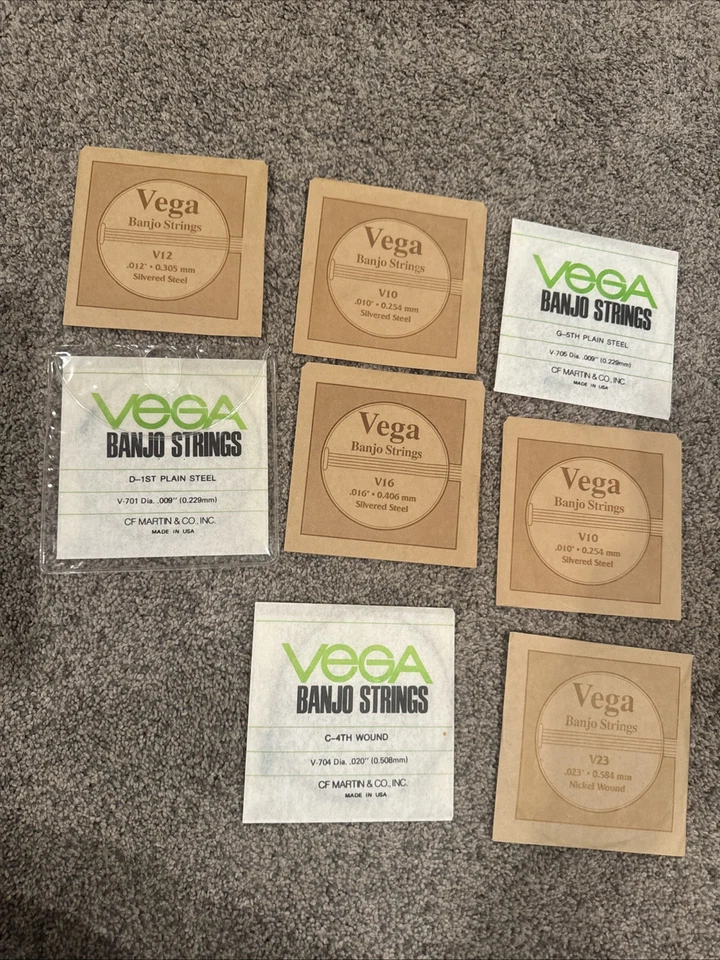 Vega
Banjo Strings
V12
.012" • 0.305 mm
Silvered Steel
Vega
Banjo Strings
V10
.010" • 0.254 mm
Silvered Steel
VEGA
BANJO STRINGS
G-5TH PLAIN STEEL
V-705 Dia. .009" (0.229mm)
CF MARTIN & CO., INC.
MADE IN USA
VEGA
BANJO STRINGS
D-1ST PLAIN STEEL
V-701 Dia. .009" (0.229mm)
CF MARTIN & CO., INC.
MADE IN USA
Vega
Banjo Strings
V16
.016" • 0.406 mm
Silvered Steel
Vega
Banjo Strings
V10
.010" • 0.254 mm
Silvered Steel
VEGA
BANJO STRINGS
C-4TH WOUND
V-704 Dia. .020" (0.508mm)
CF MARTIN & CO., INC.
MADE IN USA
Vega
Banjo Strings
V23
.023" • 0.584 mm
Nickel Wound